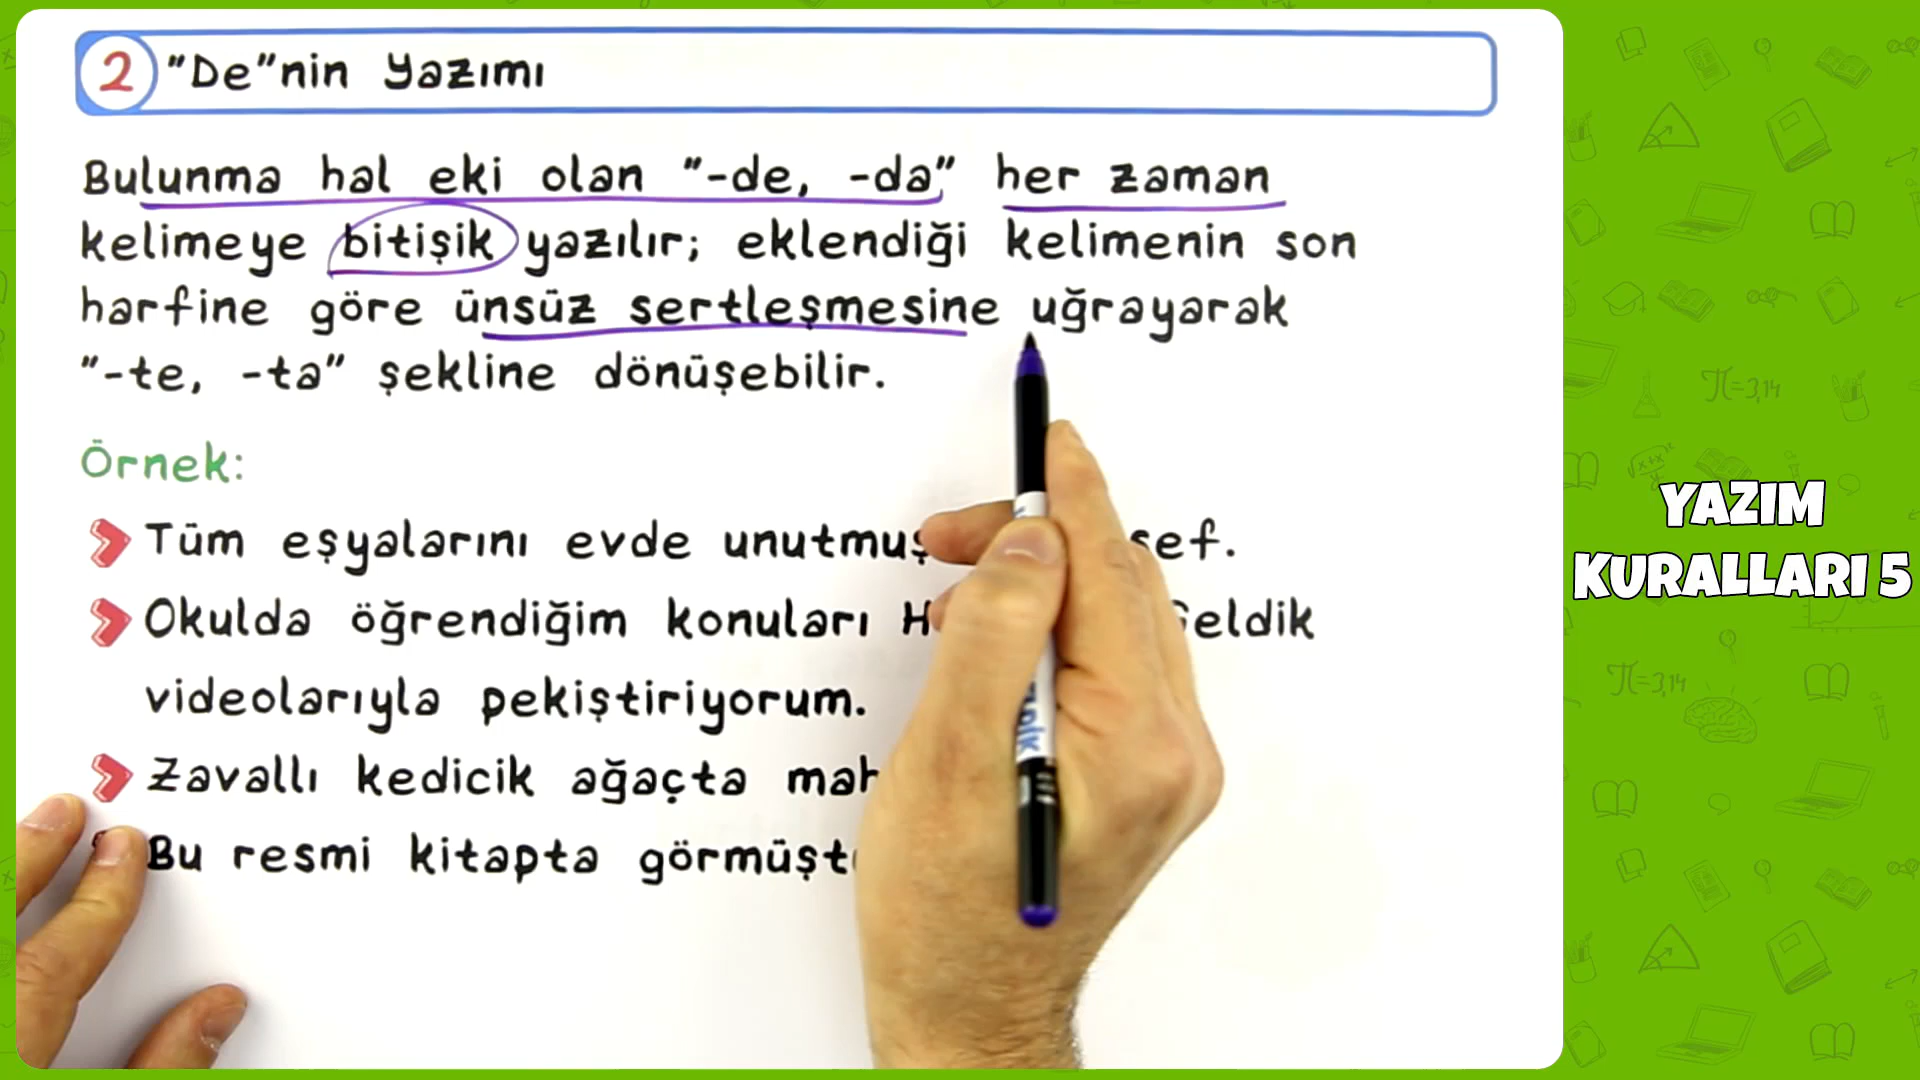 2 "De"nin Yazımı
Bulunma hal eki olan "-de, -da" her zaman
kelimeye bitişik yazılır; eklendiği kelimenin son
harfine göre ünsüz sertleşmesine uğrayarak
"-te, -ta" şekline dönüşebilir.
Örnek:
Tüm eşyalarını evde
Okulda öğrendiğim konuları
videolarıyla pekiştiriyorum.
Zavallı kedicik ağaçta
Bu resmi kitapta
YAZIM
KURALLARI 5